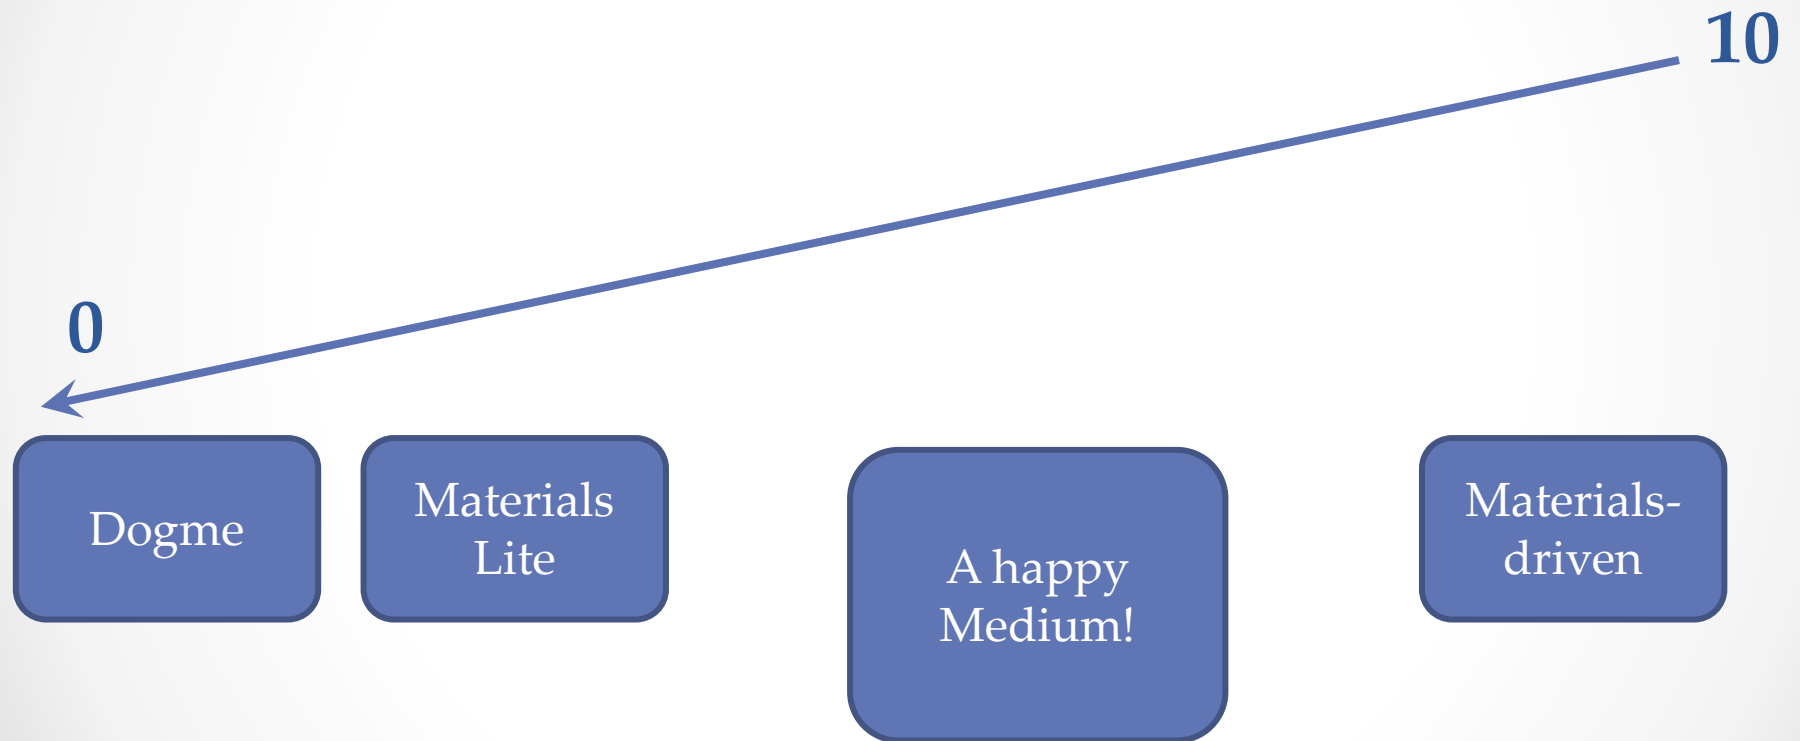 10
0
Dogme
Materials
Lite
A happy
Medium!
Materials-
driven